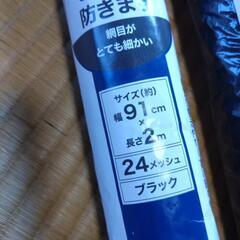 防ぎます
網目が
とても細かい
サイズ(約)
幅91cm
×
長さ2m
24メッシュ
ブラック